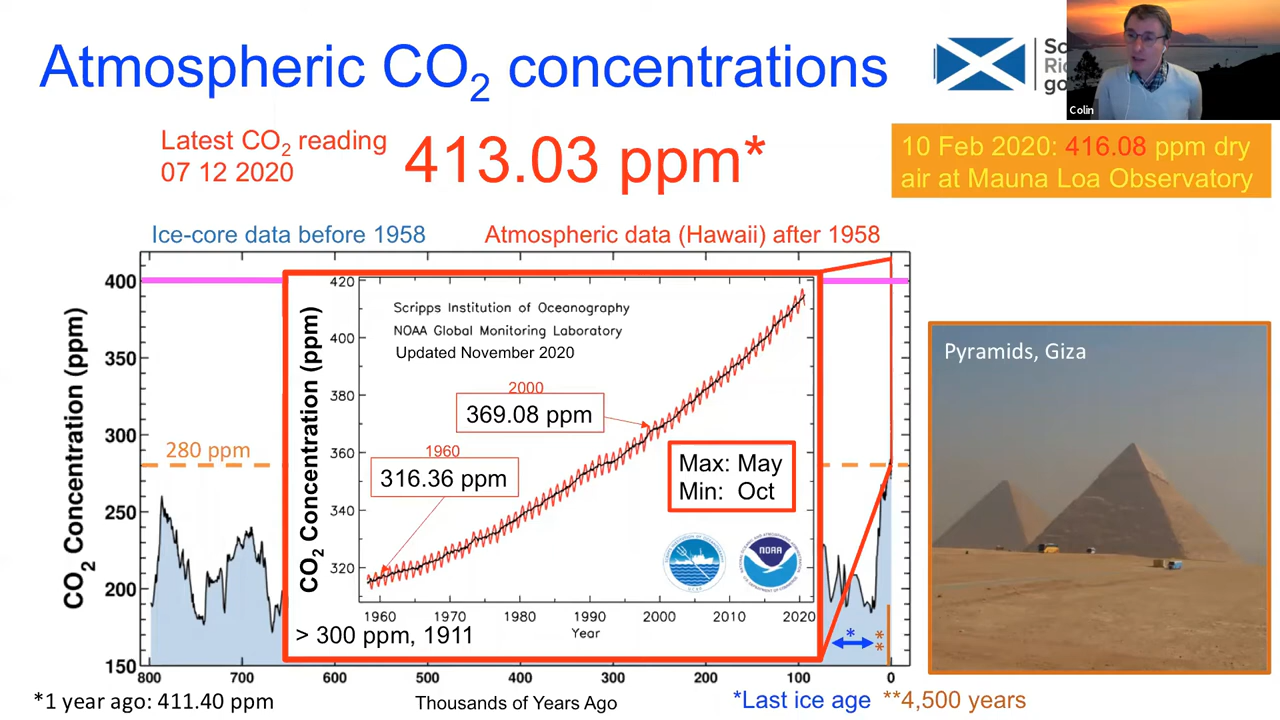 Atmospheric CO₂ concentrations
Colin
Latest CO₂ reading
07 12 2020
413.03 ppm*
10 Feb 2020: 416.08 ppm dry
air at Mauna Loa Observatory
Ice-core data before 1958
Atmospheric data (Hawaii) after 1958
CO₂ Concentration (ppm)
400
350
300
250
200
150
280 ppm
CO₂ Concentration (ppm)
420
400
380
360
340
320
Scripps Institution of Oceanography
NOAA Global Monitoring Laboratory
Updated November 2020
2000
369.08 ppm
1960
316.36 ppm
Max: May
Min: Oct
NOAA
1960 1970 1980 1990 2000 2010 2020
Year
> 300 ppm, 1911
*
**
800 700 600 500 400 300 200 100 0
Thousands of Years Ago
Pyramids, Giza
*1 year ago: 411.40 ppm
*Last ice age
**4,500 years